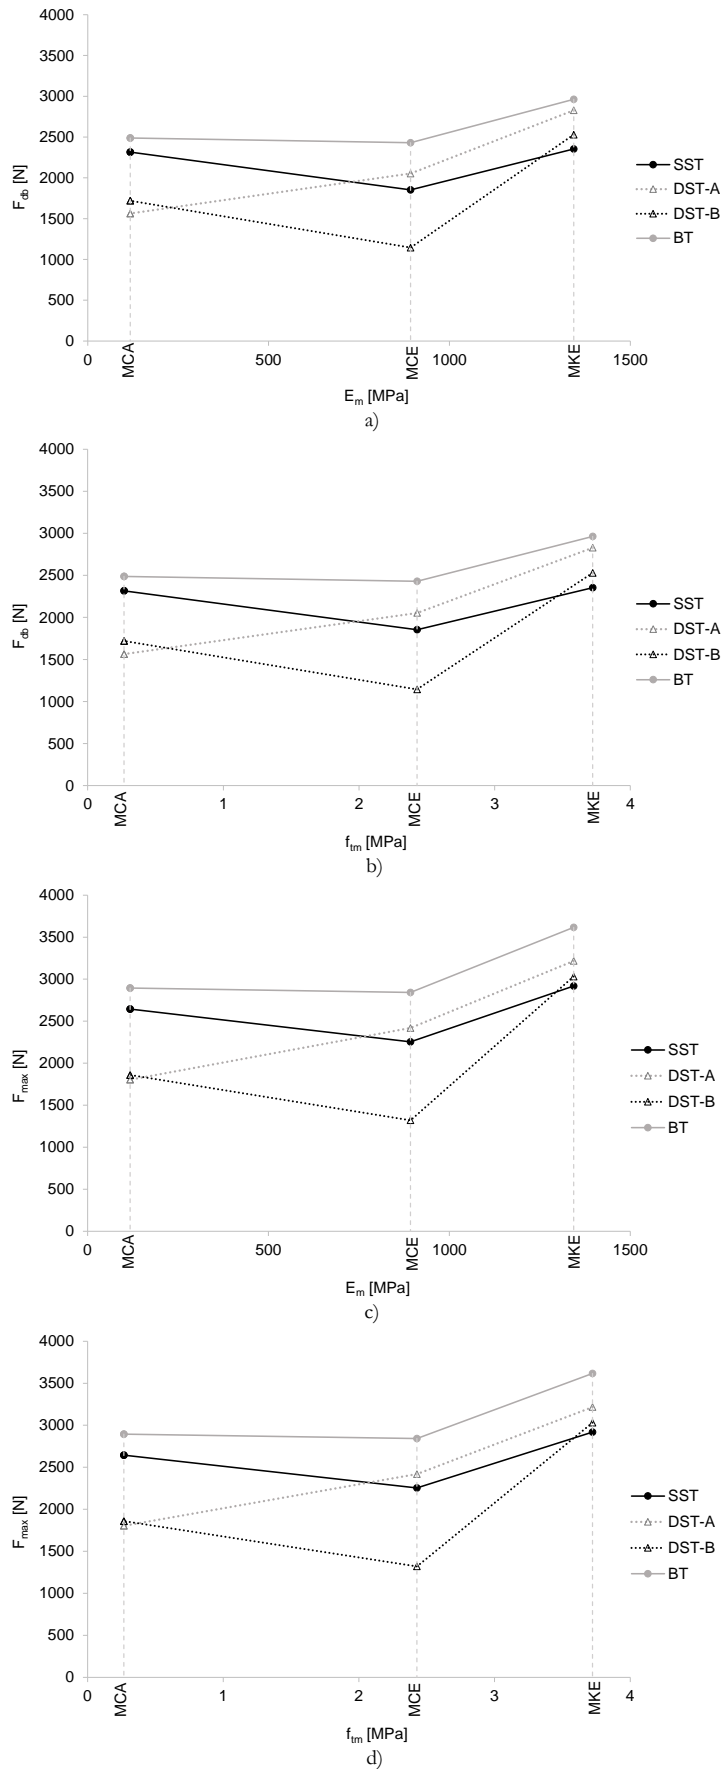 4000
3500
3000
2500
2000
1500
1000
500
0
F_db [N]
0 500 1000 1500
MCA MCE MKE
E_m [MPa]
SST
DST-A
DST-B
BT
a)
4000
3500
3000
2500
2000
1500
1000
500
0
F_db [N]
0 1 2 3 4
MCA MCE MKE
f_tm [MPa]
SST
DST-A
DST-B
BT
b)
4000
3500
3000
2500
2000
1500
1000
500
0
F_max [N]
0 500 1000 1500
MCA MCE MKE
E_m [MPa]
SST
DST-A
DST-B
BT
c)
4000
3500
3000
2500
2000
1500
1000
500
0
F_max [N]
0 1 2 3 4
MCA MCE MKE
f_tm [MPa]
SST
DST-A
DST-B
BT
d)